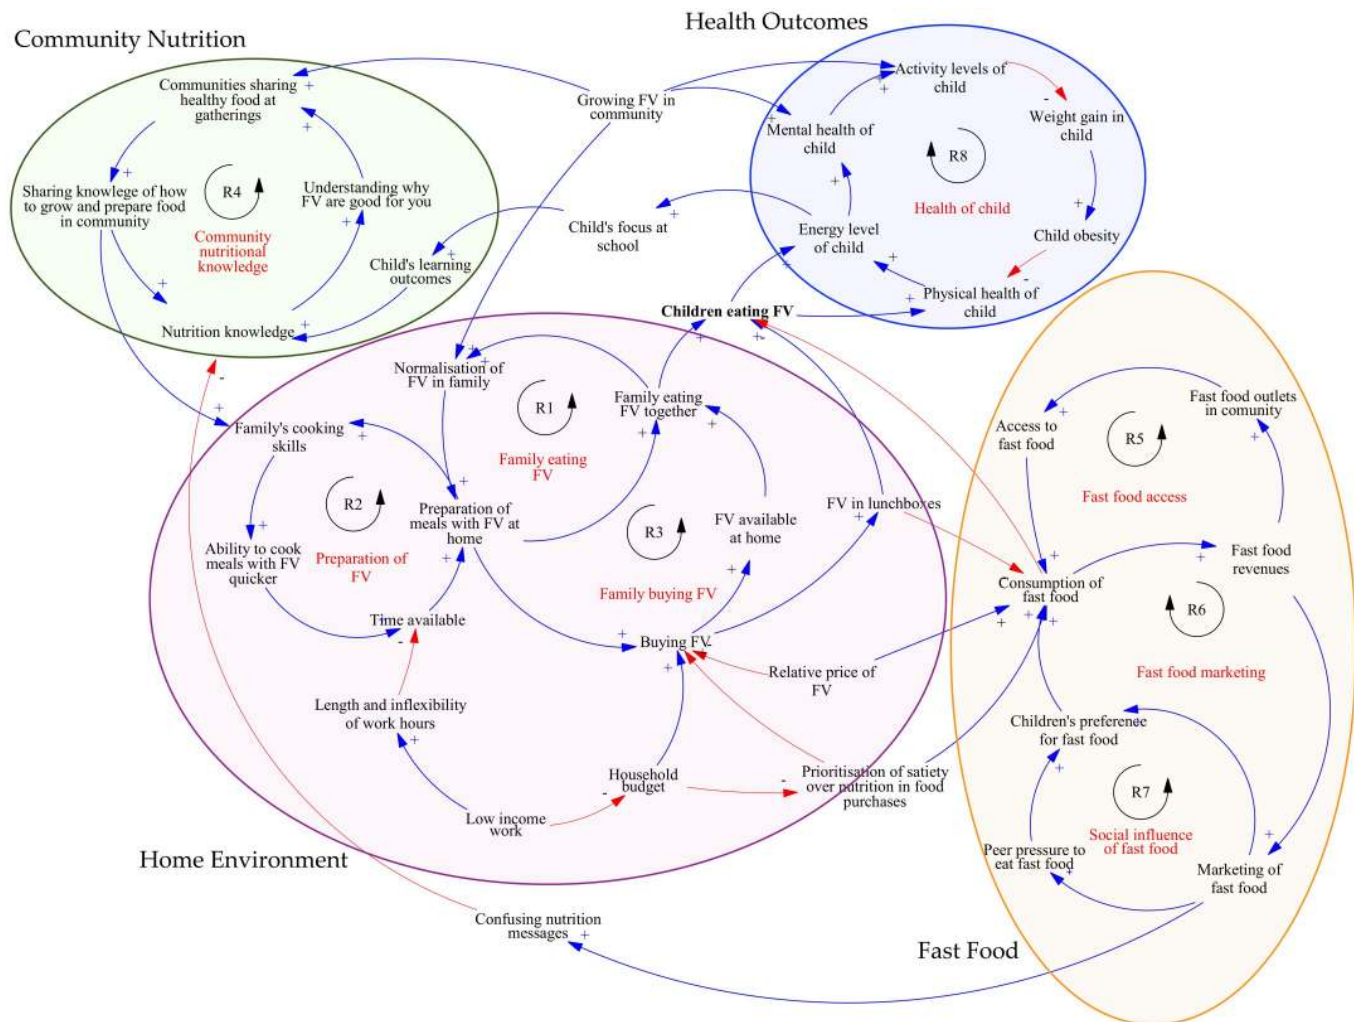 Health Outcomes
Community Nutrition
Communities sharing
healthy food at
gatherings
+
+
Sharing knowlege of how
to grow and prepare food
in community
+
+
R4
Community
nutritional
knowledge
Understanding why
FV are good for you
+
Child's learning
outcomes
+
Nutrition knowledge
+
-
+
Growing FV in
community
Child's focus at
school
+
Activity levels of
child
+
+
-
Weight gain in
child
+
Mental health of
child
+
+
R8
Health of child
Energy level
of child
+
+
Child obesity
-
Physical health of
child
+
Children eating FV
+
+
-
Normalisation of
FV in family
+
+
R1
Family eating
FV
Family eating
FV together
+
+
Family's cooking
skills
+
R2
Preparation of
FV
Preparation of
meals with FV at
home
+
+
Ability to cook
meals with FV
quicker
+
R3
Family buying FV
FV available
at home
+
FV in lunchboxes
+
Time available
+
-
Buying FV
+
+
-
Relative price of
FV
Length and inflexibility
of work hours
+
Household
budget
-
Prioritisation of satiety
over nutrition in food
purchases
-
Low income
work
Home Environment
Confusing nutrition
messages
+
Fast food outlets
in comunity
+
Access to
fast food
+
R5
Fast food access
Consumption of
fast food
+
-
+
+
+
Fast food
revenues
+
R6
Fast food marketing
Children's preference
for fast food
+
+
R7
Social influence
of fast food
Peer pressure to
eat fast food
+
Marketing of
fast food
+
Fast Food